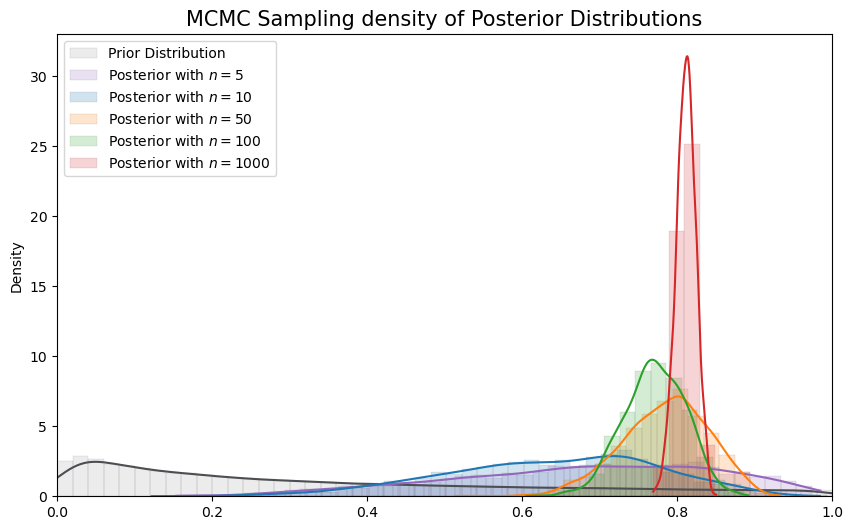 MCMC Sampling density of Posterior Distributions
Prior Distribution
Posterior with n = 5
Posterior with n = 10
Posterior with n = 50
Posterior with n = 100
Posterior with n = 1000
Density
30
25
20
15
10
5
0
0.0 0.2 0.4 0.6 0.8 1.0